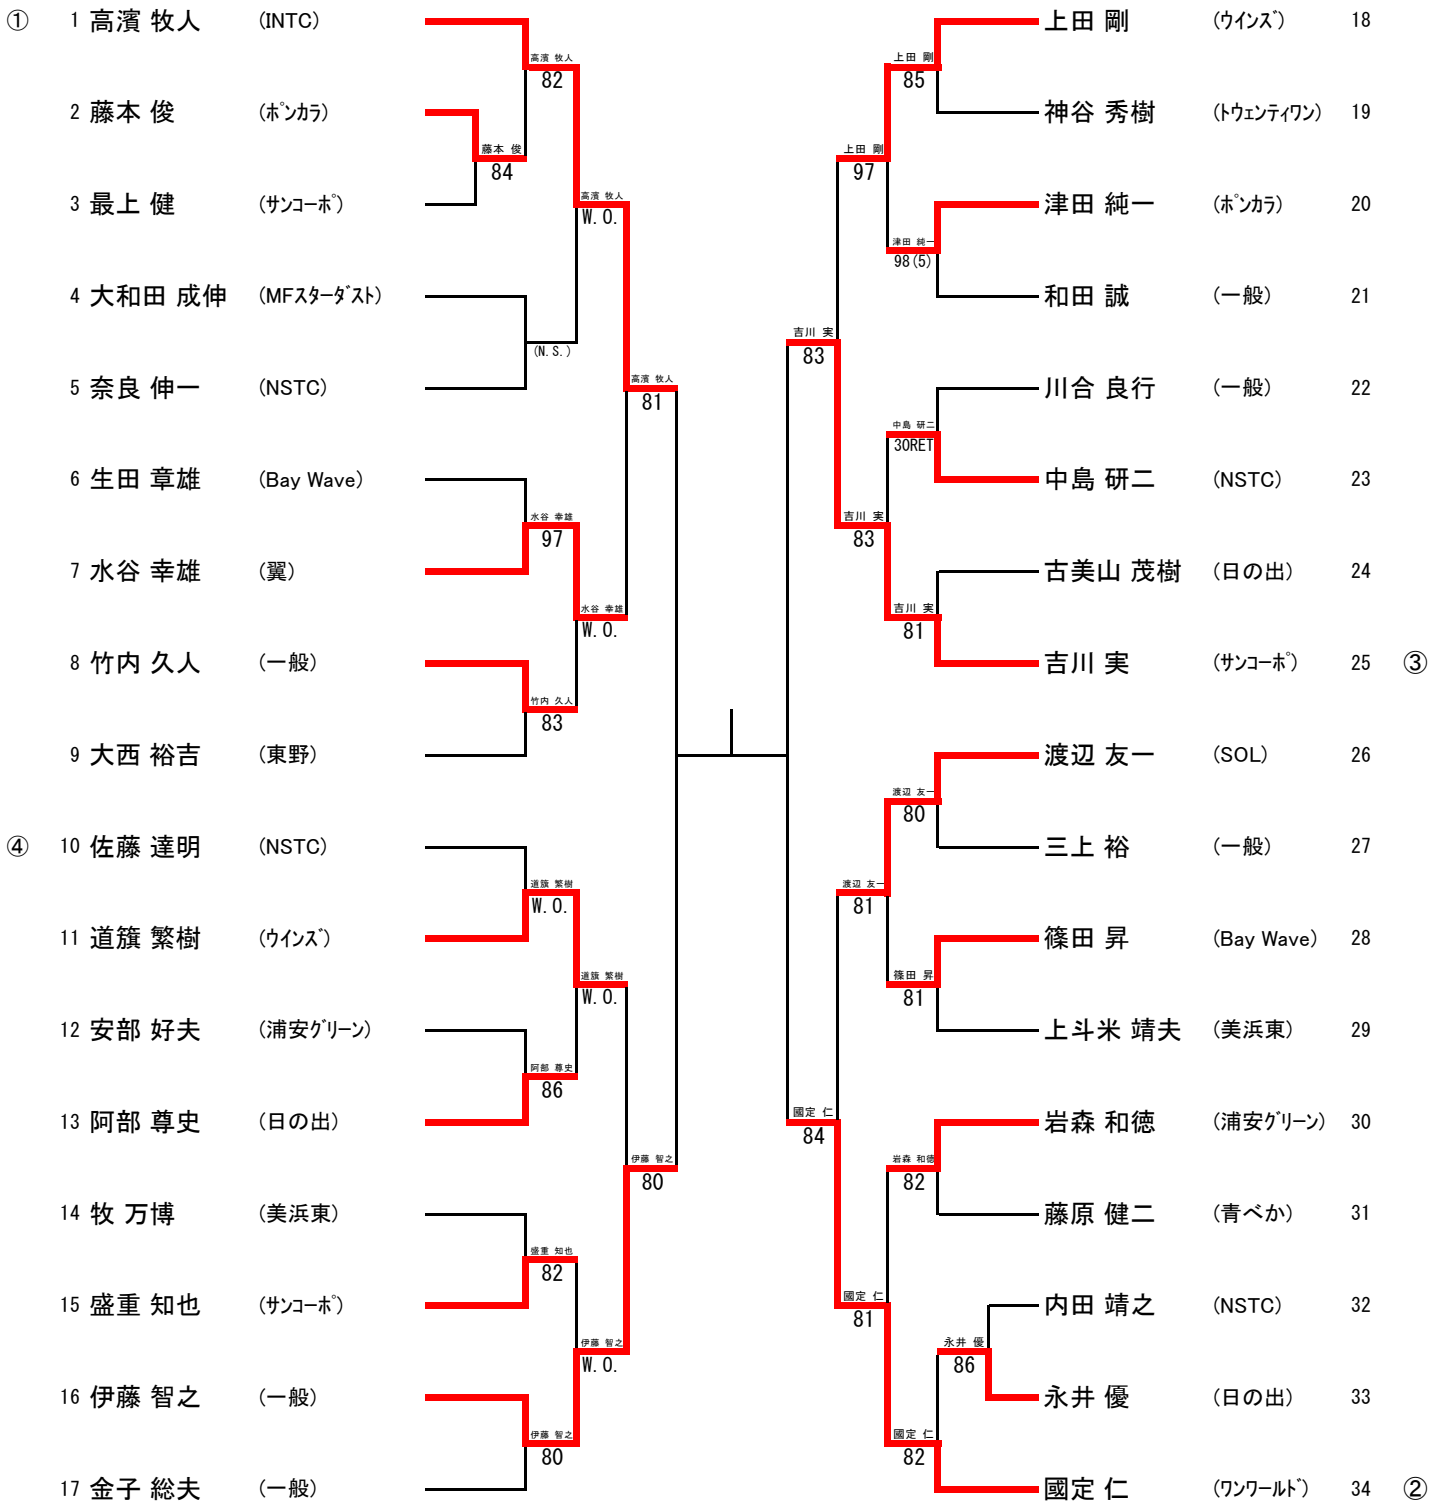 ① 1 高濱 牧人 (INTC)
高濱 牧人
82
2 藤本 俊 (ポンカラ)
藤本 俊
84
3 最上 健 (サンコーポ)
高濱 牧人
W.O.
4 大和田 成伸 (MFスターダスト)
(N.S.)
5 奈良 伸一 (NSTC)
高濱 牧人
81
6 生田 章雄 (Bay Wave)
水谷 幸雄
97
7 水谷 幸雄 (翼)
水谷 幸雄
W.O.
8 竹内 久人 (一般)
竹内 久人
83
9 大西 裕吉 (東野)
④ 10 佐藤 達明 (NSTC)
道簱 繁樹
W.O.
11 道簱 繁樹 (ウインズ)
道簱 繁樹
W.O.
12 安部 好夫 (浦安グリーン)
阿部 尊史
86
13 阿部 尊史 (日の出)
伊藤 智之
80
14 牧 万博 (美浜東)
盛重 知也
82
15 盛重 知也 (サンコーポ)
伊藤 智之
W.O.
16 伊藤 智之 (一般)
伊藤 智之
80
17 金子 総夫 (一般)
上田 剛 (ウインズ) 18
上田 剛
85
神谷 秀樹 (トウェンティワン) 19
上田 剛
97
津田 純一 (ポンカラ) 20
津田 純一
98(5)
和田 誠 (一般) 21
吉川 実
83
川合 良行 (一般) 22
中島 研二
30RET
中島 研二 (NSTC) 23
吉川 実
83
古美山 茂樹 (日の出) 24
吉川 実
81
吉川 実 (サンコーポ) 25 ③
渡辺 友一 (SOL) 26
渡辺 友一
80
三上 裕 (一般) 27
渡辺 友一
81
篠田 昇 (Bay Wave) 28
篠田 昇
81
上斗米 靖夫 (美浜東) 29
國定 仁
84
岩森 和徳 (浦安グリーン) 30
岩森 和徳
82
藤原 健二 (青べか) 31
國定 仁
81
内田 靖之 (NSTC) 32
永井 優
86
永井 優 (日の出) 33
國定 仁
82
國定 仁 (ワンワールド) 34 ②